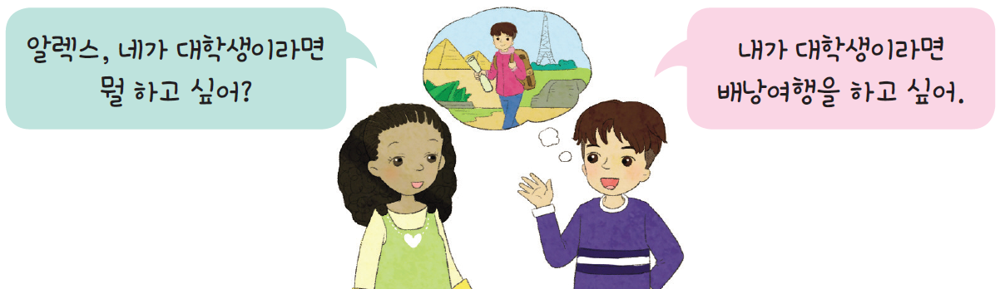 알렉스, 네가 대학생이라면
뭘 하고 싶어?
내가 대학생이라면
배낭여행을 하고 싶어.